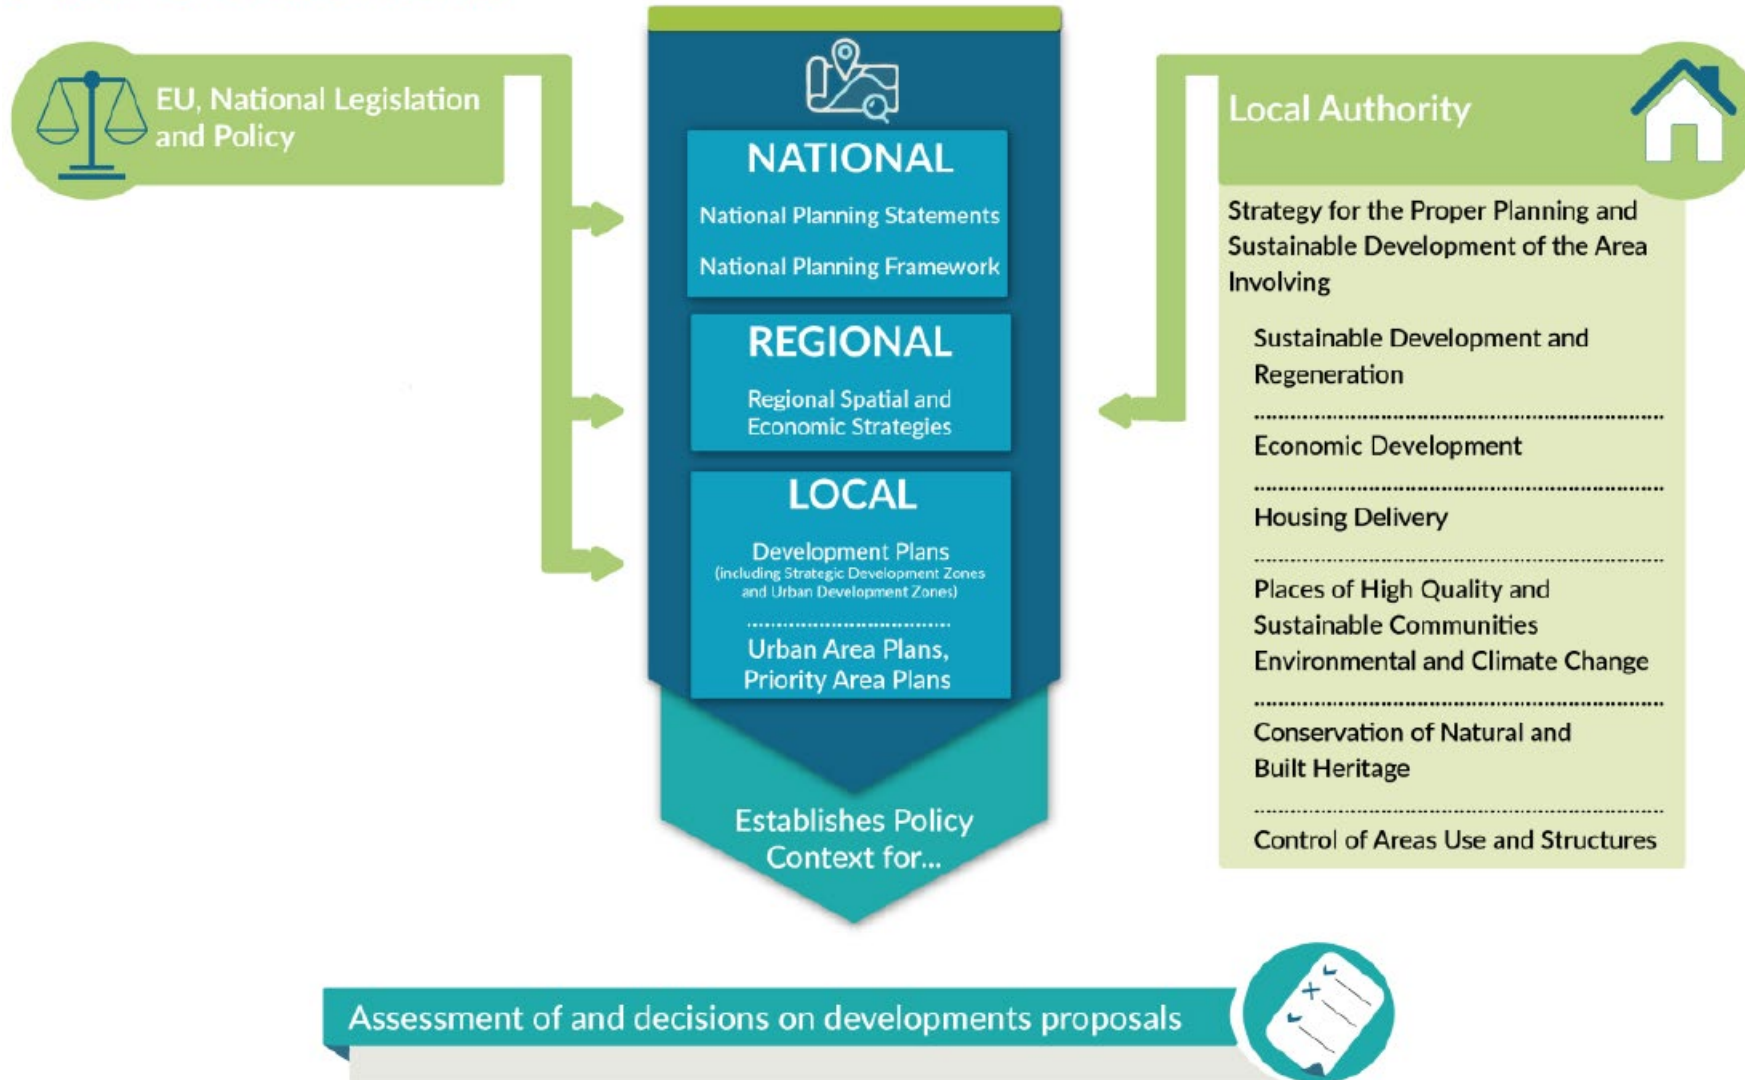 EU, National Legislation
and Policy
NATIONAL
National Planning Statements
National Planning Framework
REGIONAL
Regional Spatial and
Economic Strategies
LOCAL
Development Plans
(including Strategic Development Zones
and Urban Development Zones)
Urban Area Plans,
Priority Area Plans
Establishes Policy
Context for...
Local Authority
Strategy for the Proper Planning and
Sustainable Development of the Area
Involving
Sustainable Development and
Regeneration
Economic Development
Housing Delivery
Places of High Quality and
Sustainable Communities
Environmental and Climate Change
Conservation of Natural and
Built Heritage
Control of Areas Use and Structures
Assessment of and decisions on developments proposals